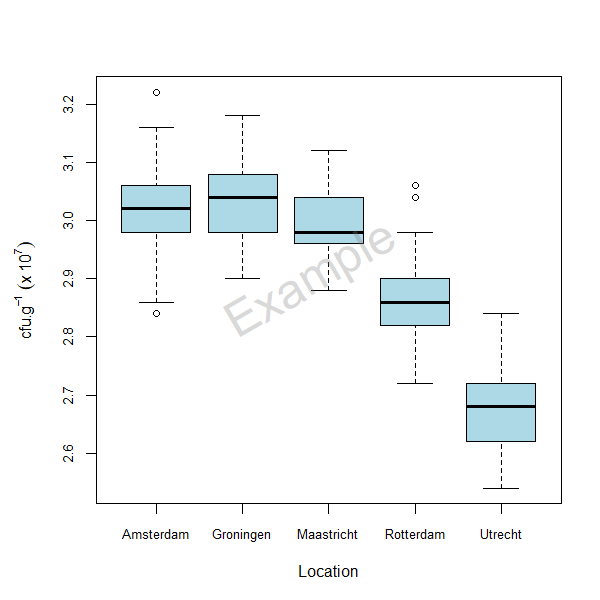 3.2
3.1
3.0
2.9
2.8
2.7
2.6
cfu.g⁻¹ (x 10⁷)
Example
Amsterdam Groningen Maastricht Rotterdam Utrecht
Location